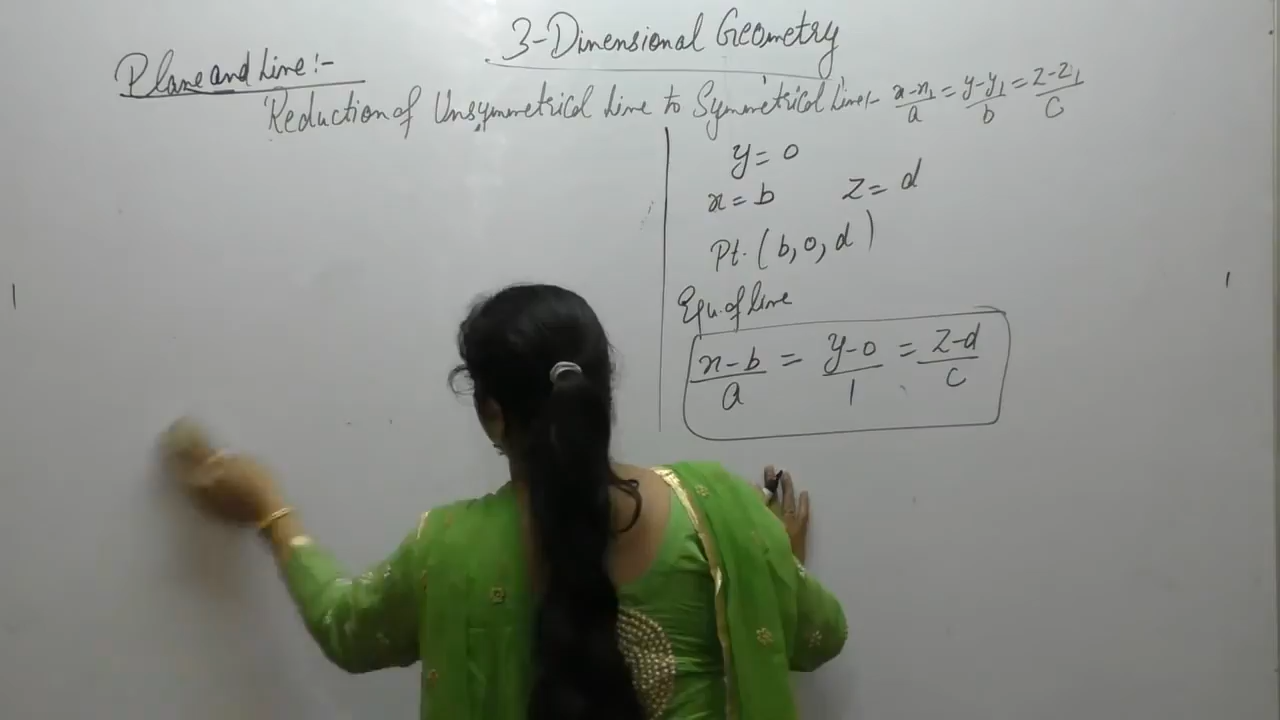 3-Dimensional Geometry
Plane and Line :-
Reduction of Unsymmetrical Line to Symmetrical Line :- x-x₁/a = y-y₁/b = z-z₁/c
y = 0
x = b z = d
Pt. (b, 0, d)
Equ. of line
x-b/a = y-0/1 = z-d/c